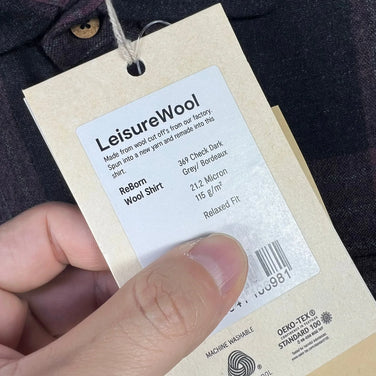 LeisureWool
Made from wool cut off's from our factory.
Spun into a new yarn and remade into this
shirt.
ReBorn
Wool Shirt
369 Check Dark
Grey/ Bordeaux
21,2 Micron
115 g/m²
Relaxed Fit
MACHINE WASHABLE
OEKO-TEX®
STANDARD 100